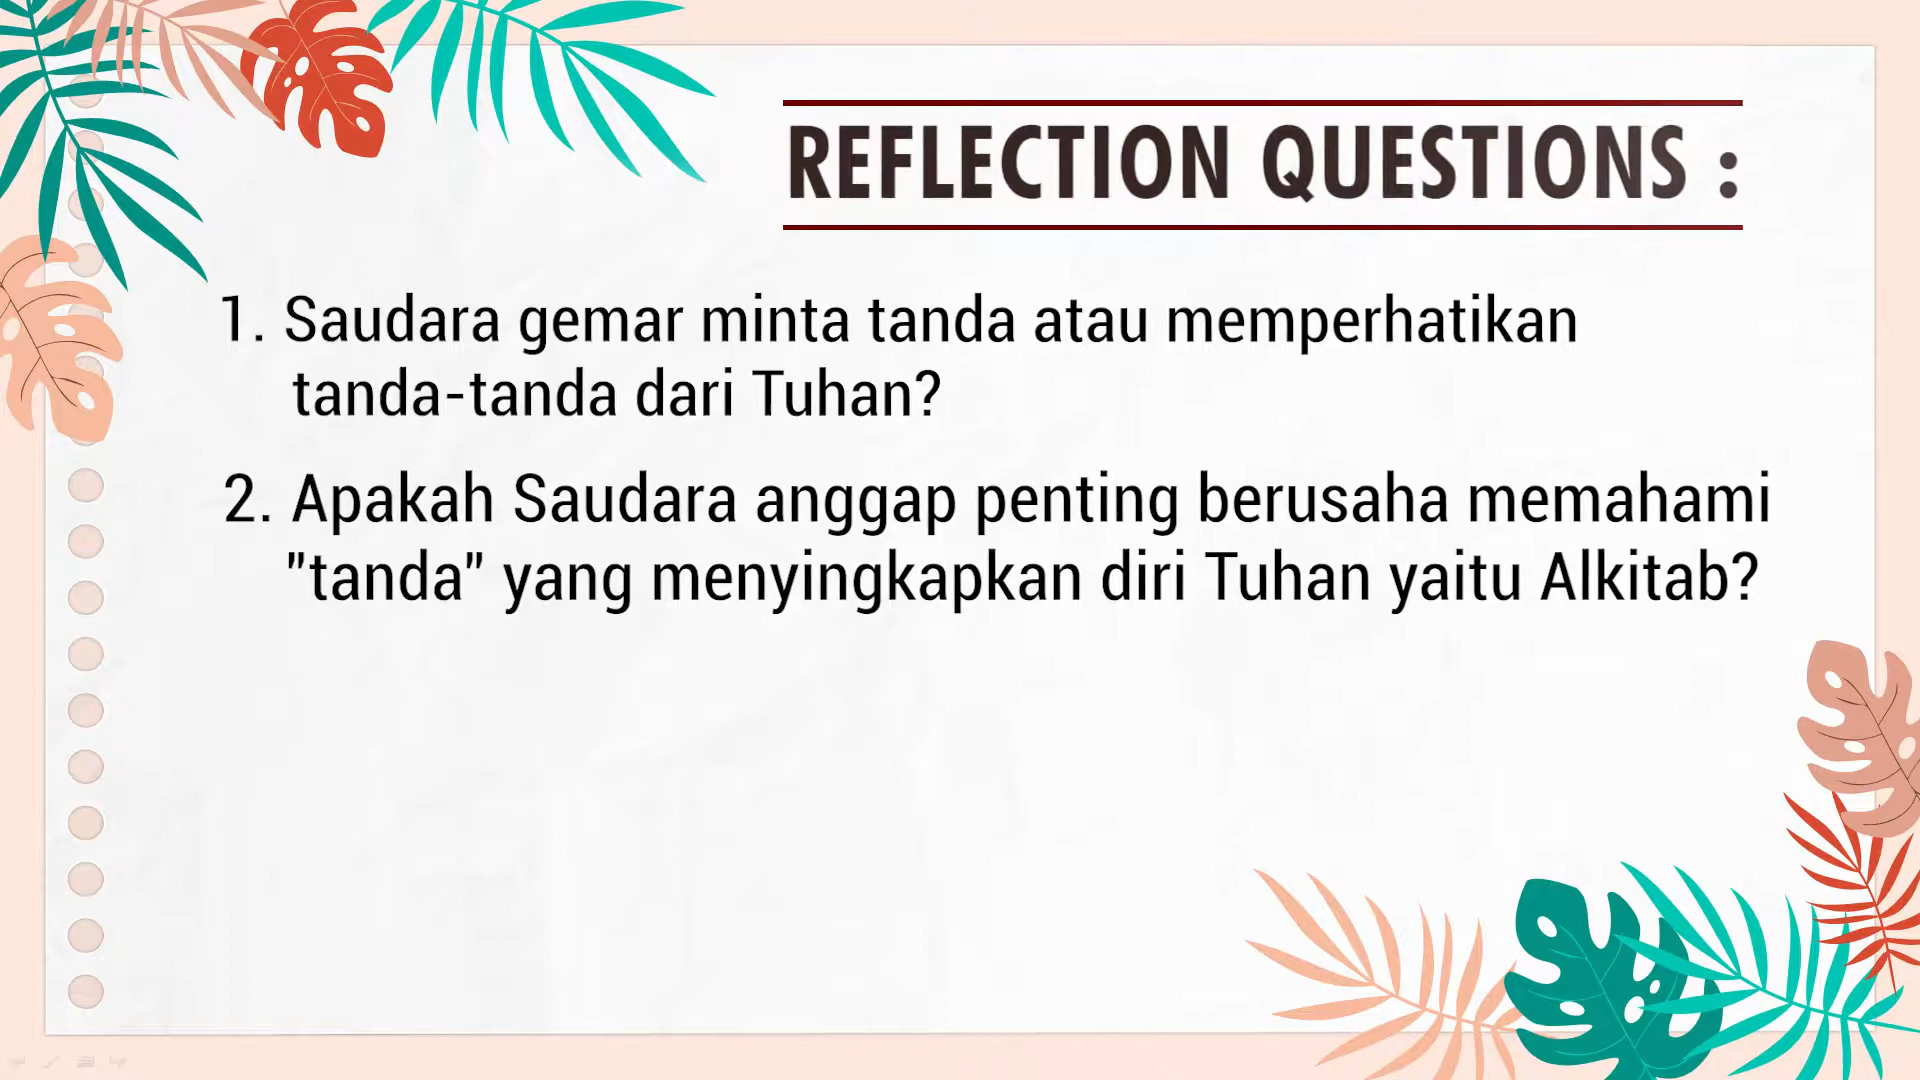 REFLECTION QUESTIONS :
1. Saudara gemar minta tanda atau memperhatikan
tanda-tanda dari Tuhan?
2. Apakah Saudara anggap penting berusaha memahami
"tanda" yang menyingkapkan diri Tuhan yaitu Alkitab?